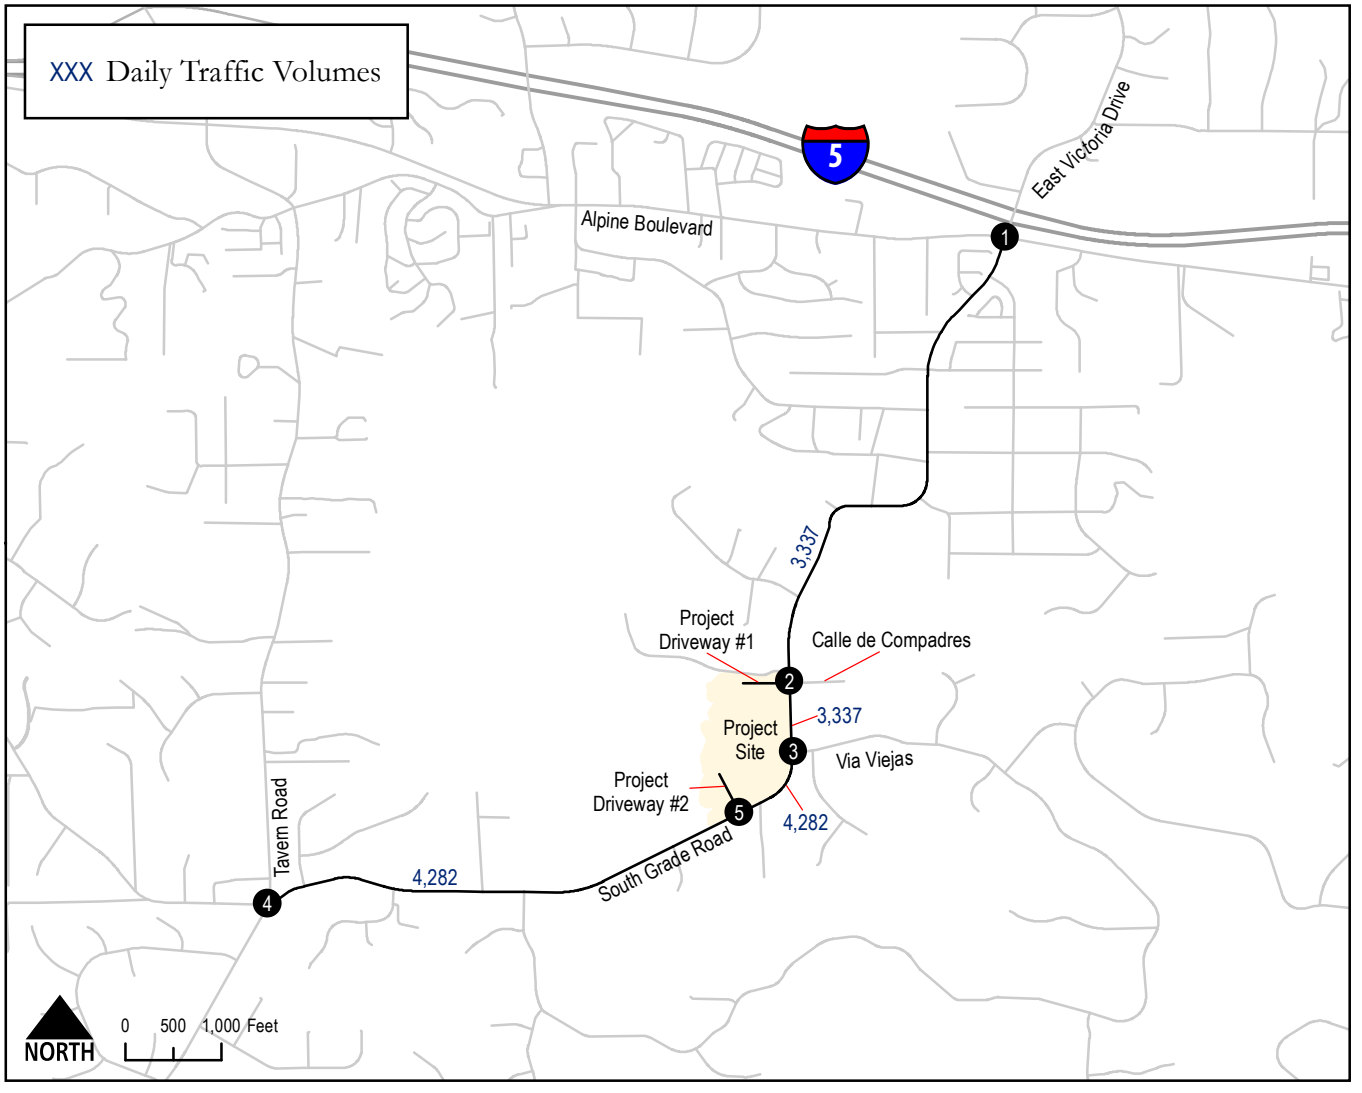 XXX Daily Traffic Volumes
5
East Victoria Drive
Alpine Boulevard
1
3,337
Project
Driveway #1
Calle de Compadres
2
3,337
Project
Site
3
Via Viejas
Project
Driveway #2
5
4,282
South Grade Road
Tavern Road
4,282
4
0 500 1,000 Feet
NORTH